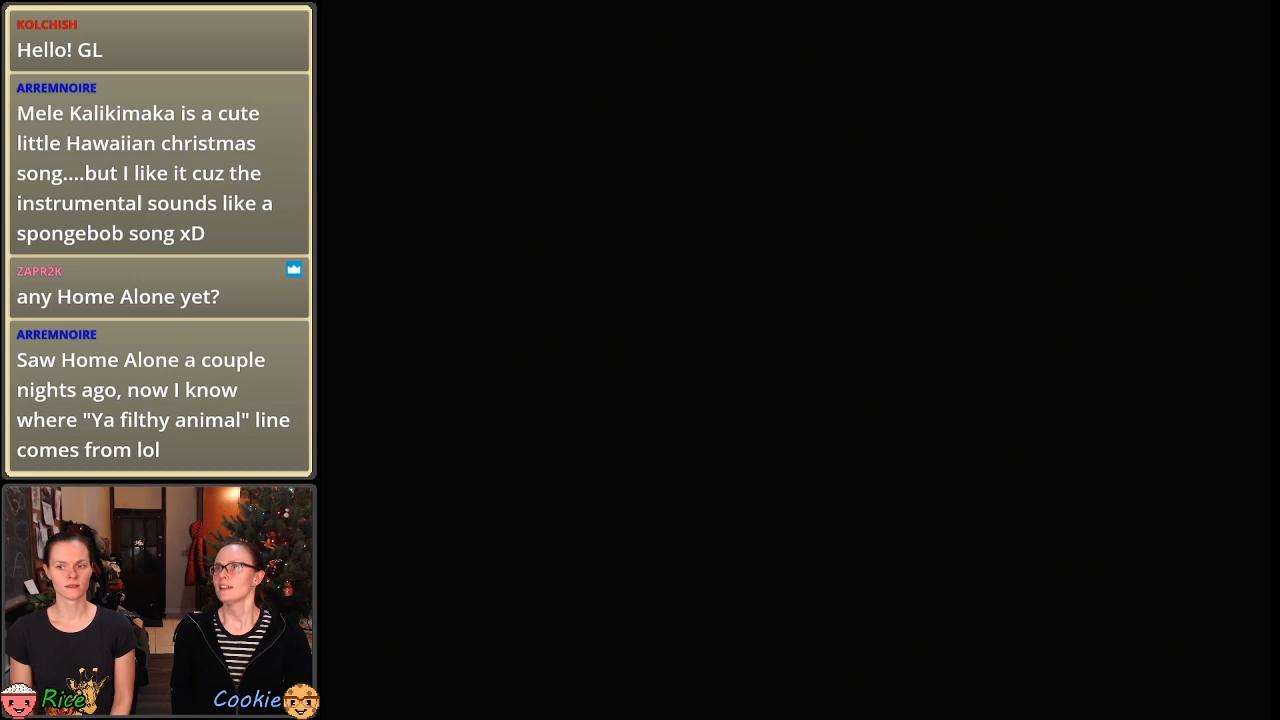 KOLCHISH
Hello! GL
ARREMNOIRE
Mele Kalikimaka is a cute
little Hawaiian christmas
song....but I like it cuz the
instrumental sounds like a
spongebob song xD
ZAPR2K
any Home Alone yet?
ARREMNOIRE
Saw Home Alone a couple
nights ago, now I know
where "Ya filthy animal" line
comes from lol
Rice
Cookie